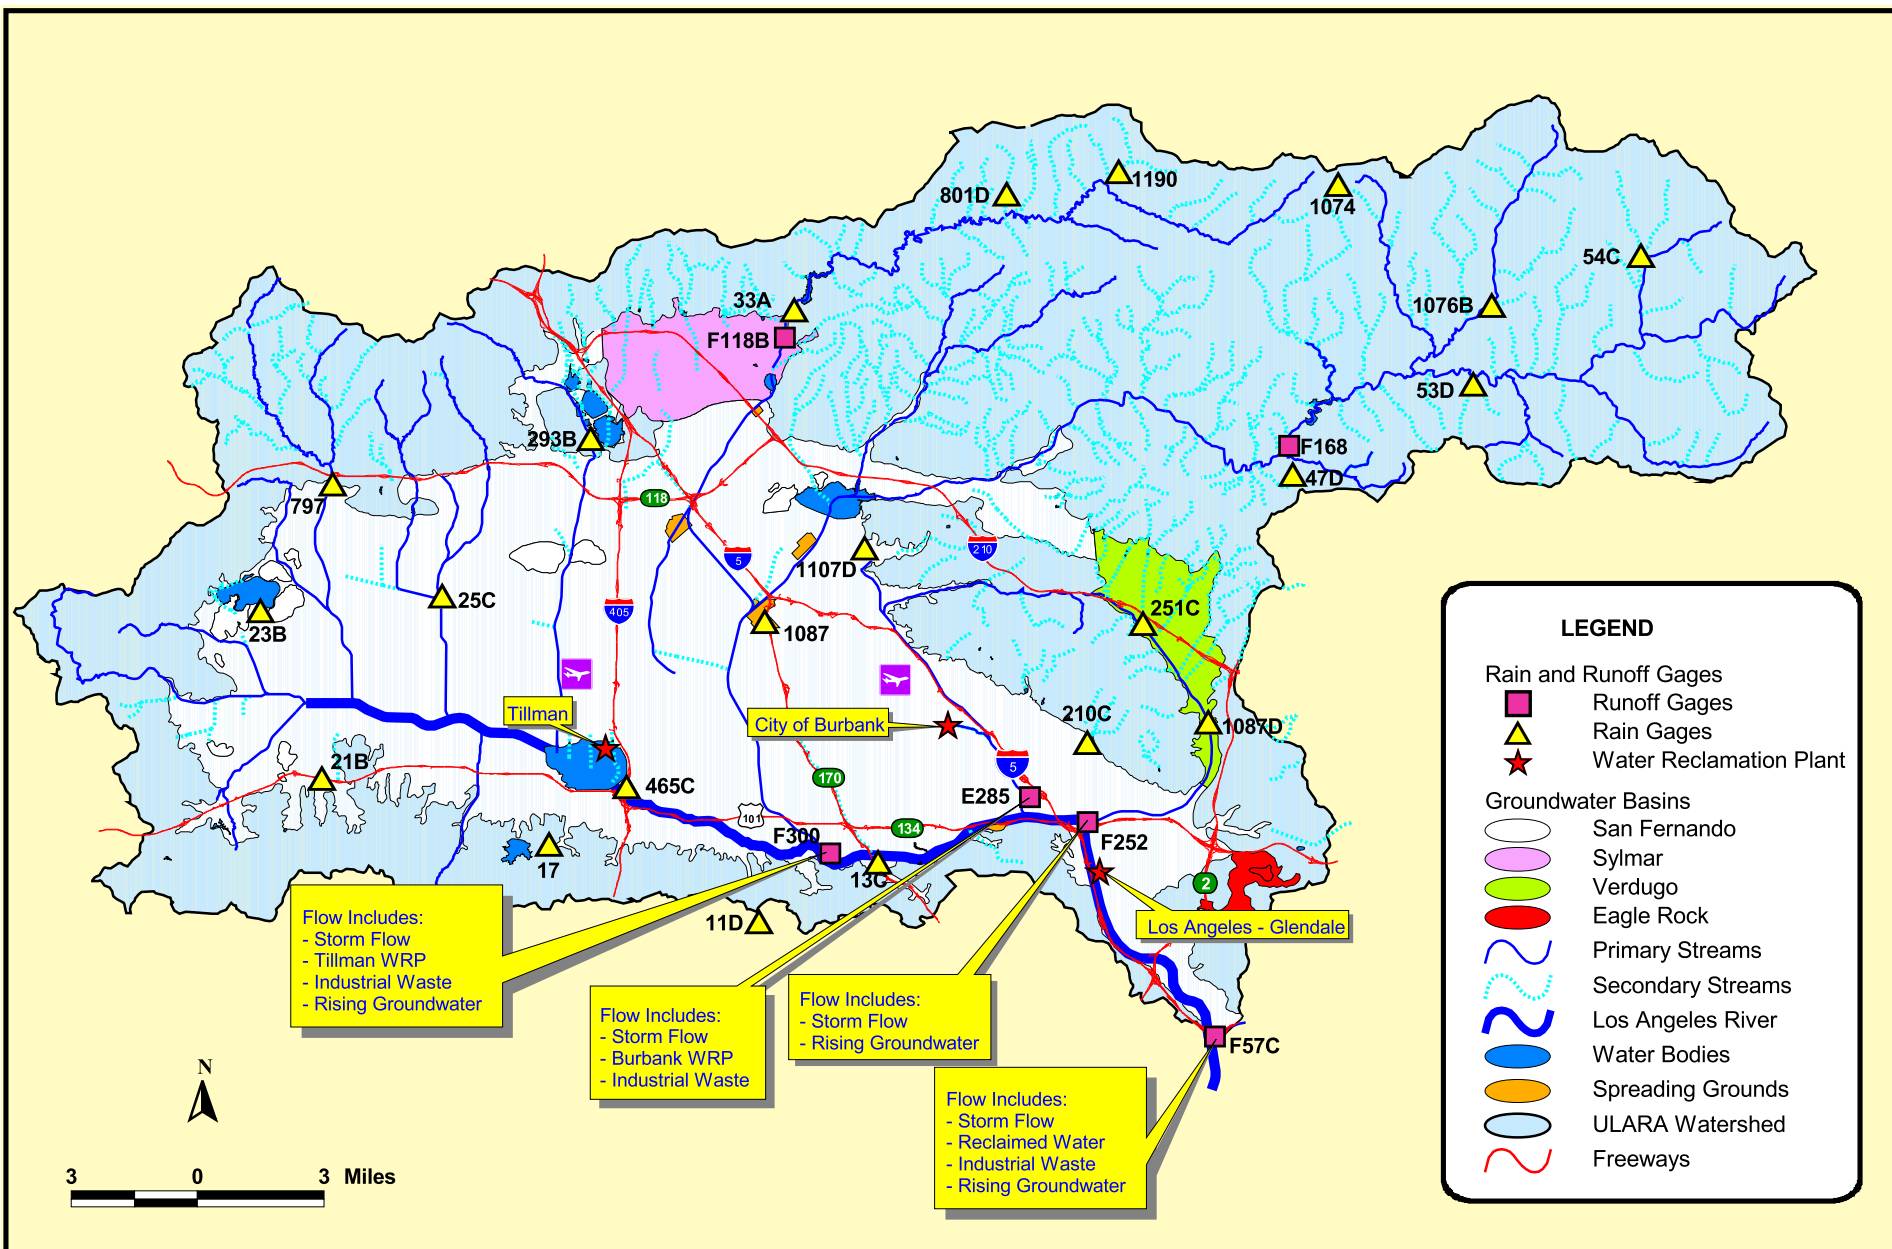 801D
1190
1074
54C
33A
1076B
F118B
53D
293B
F168
47D
118
797
5
210
1107D
25C
405
251C
23B
1087
Tillman
City of Burbank
210C
1087D
21B
465C
170
5
E285
101
134
F300
F252
17
13C
2
11D
Los Angeles - Glendale
Flow Includes:
- Storm Flow
- Tillman WRP
- Industrial Waste
- Rising Groundwater
Flow Includes:
- Storm Flow
- Burbank WRP
- Industrial Waste
Flow Includes:
- Storm Flow
- Rising Groundwater
F57C
Flow Includes:
- Storm Flow
- Reclaimed Water
- Industrial Waste
- Rising Groundwater
N
3 0 3 Miles
LEGEND
Rain and Runoff Gages
Runoff Gages
Rain Gages
Water Reclamation Plant
Groundwater Basins
San Fernando
Sylmar
Verdugo
Eagle Rock
Primary Streams
Secondary Streams
Los Angeles River
Water Bodies
Spreading Grounds
ULARA Watershed
Freeways